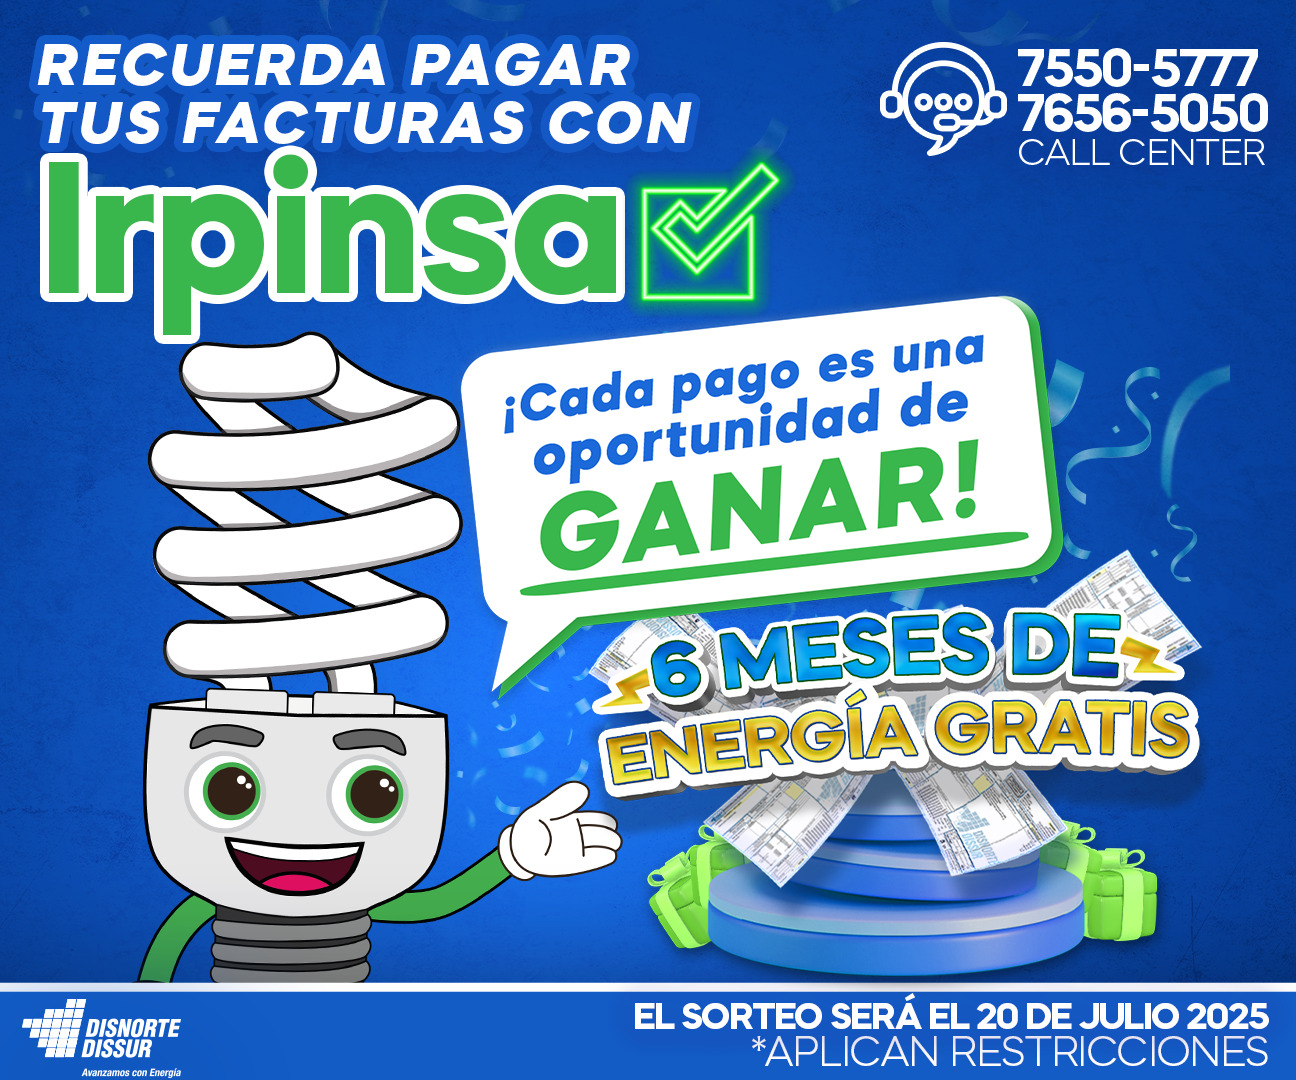 RECUERDA PAGAR
TUS FACTURAS CON
Irpinsa
7550-5777
7656-5050
CALL CENTER
¡Cada pago es una
oportunidad de
GANAR!
6 MESES DE
ENERGÍA GRATIS
DISNORTE
DISSUR
DISNORTE
DISSUR
Avanzamos con Energía
EL SORTEO SERÁ EL 20 DE JULIO 2025
*APLICAN RESTRICCIONES